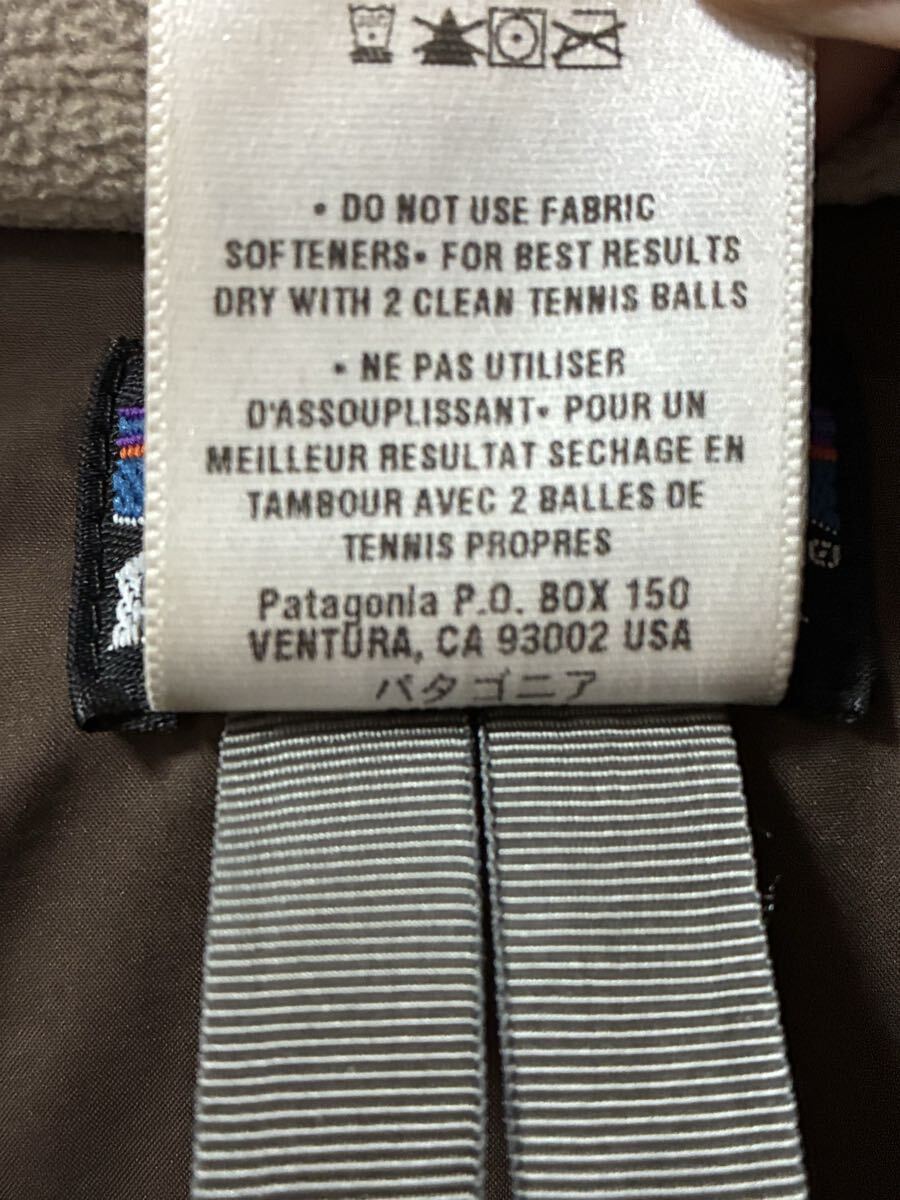 • DO NOT USE FABRIC
SOFTENERS• FOR BEST RESULTS
DRY WITH 2 CLEAN TENNIS BALLS
• NE PAS UTILISER
D'ASSOUPLISSANT• POUR UN
MEILLEUR RESULTAT SECHAGE EN
TAMBOUR AVEC 2 BALLES DE
TENNIS PROPRES
Patagonia P.O. BOX 150
VENTURA, CA 93002 USA
パタゴニア